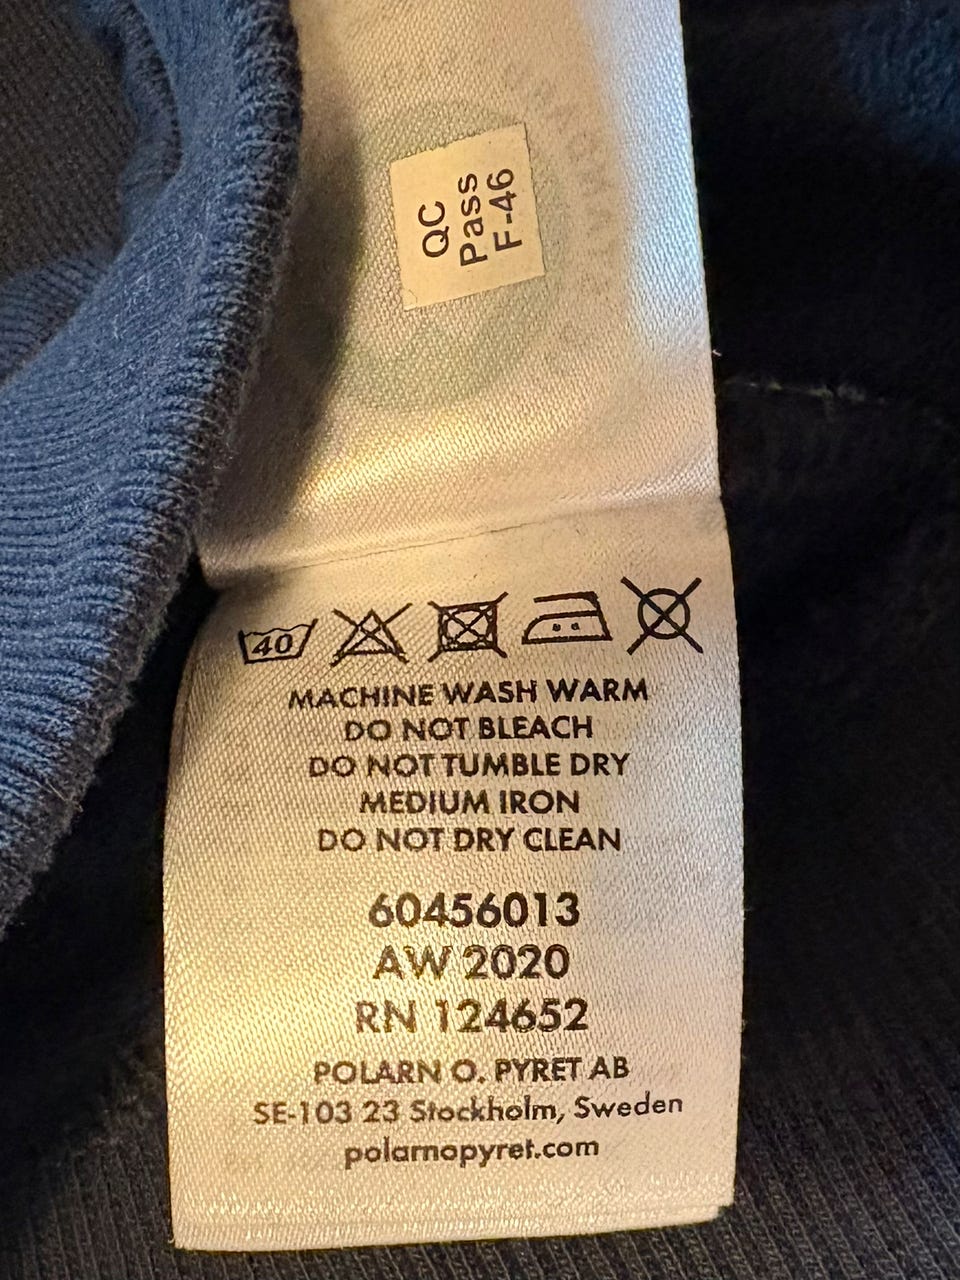 QC
Pass
F-46
40
MACHINE WASH WARM
DO NOT BLEACH
DO NOT TUMBLE DRY
MEDIUM IRON
DO NOT DRY CLEAN
60456013
AW 2020
RN 124652
POLARN O. PYRET AB
SE-103 23 Stockholm, Sweden
polarnopyret.com